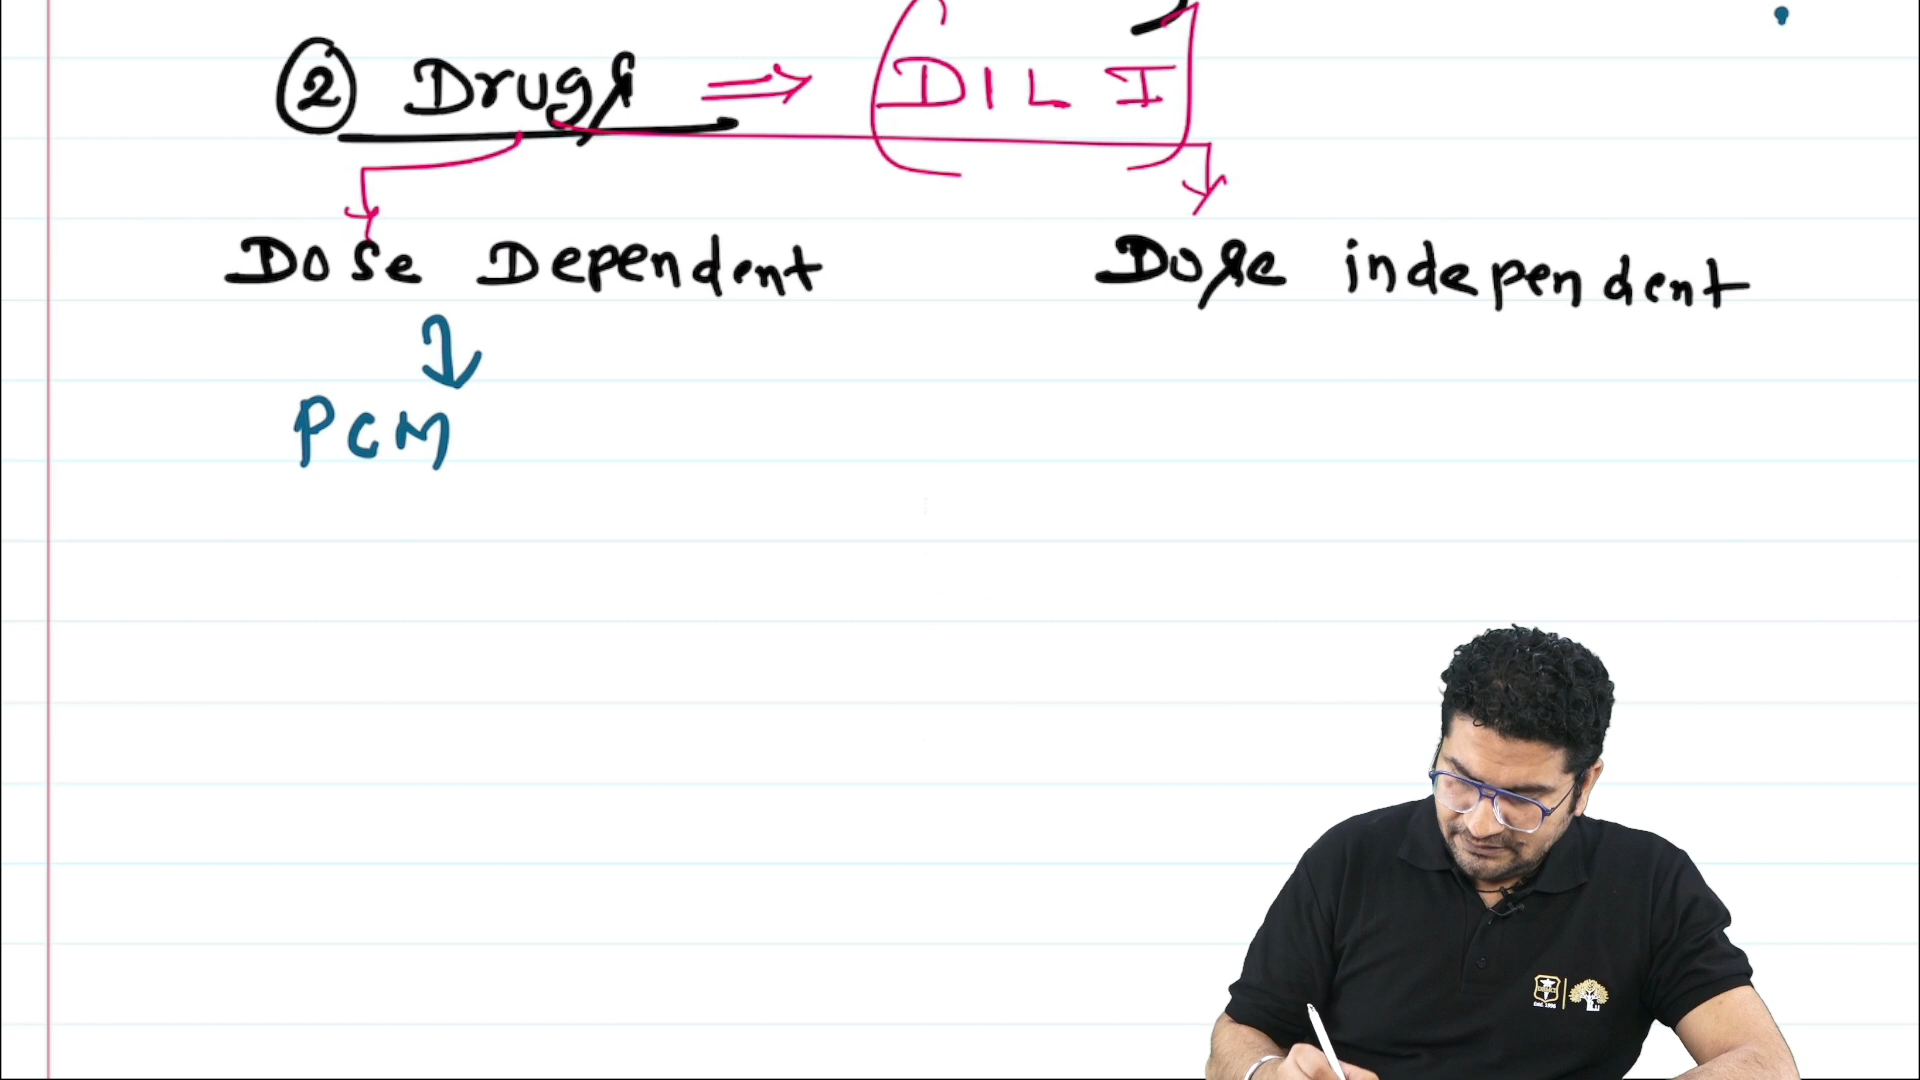 ② Drugs ⇒ [DILI]
Dose Dependent Dose independent
↓
PCM